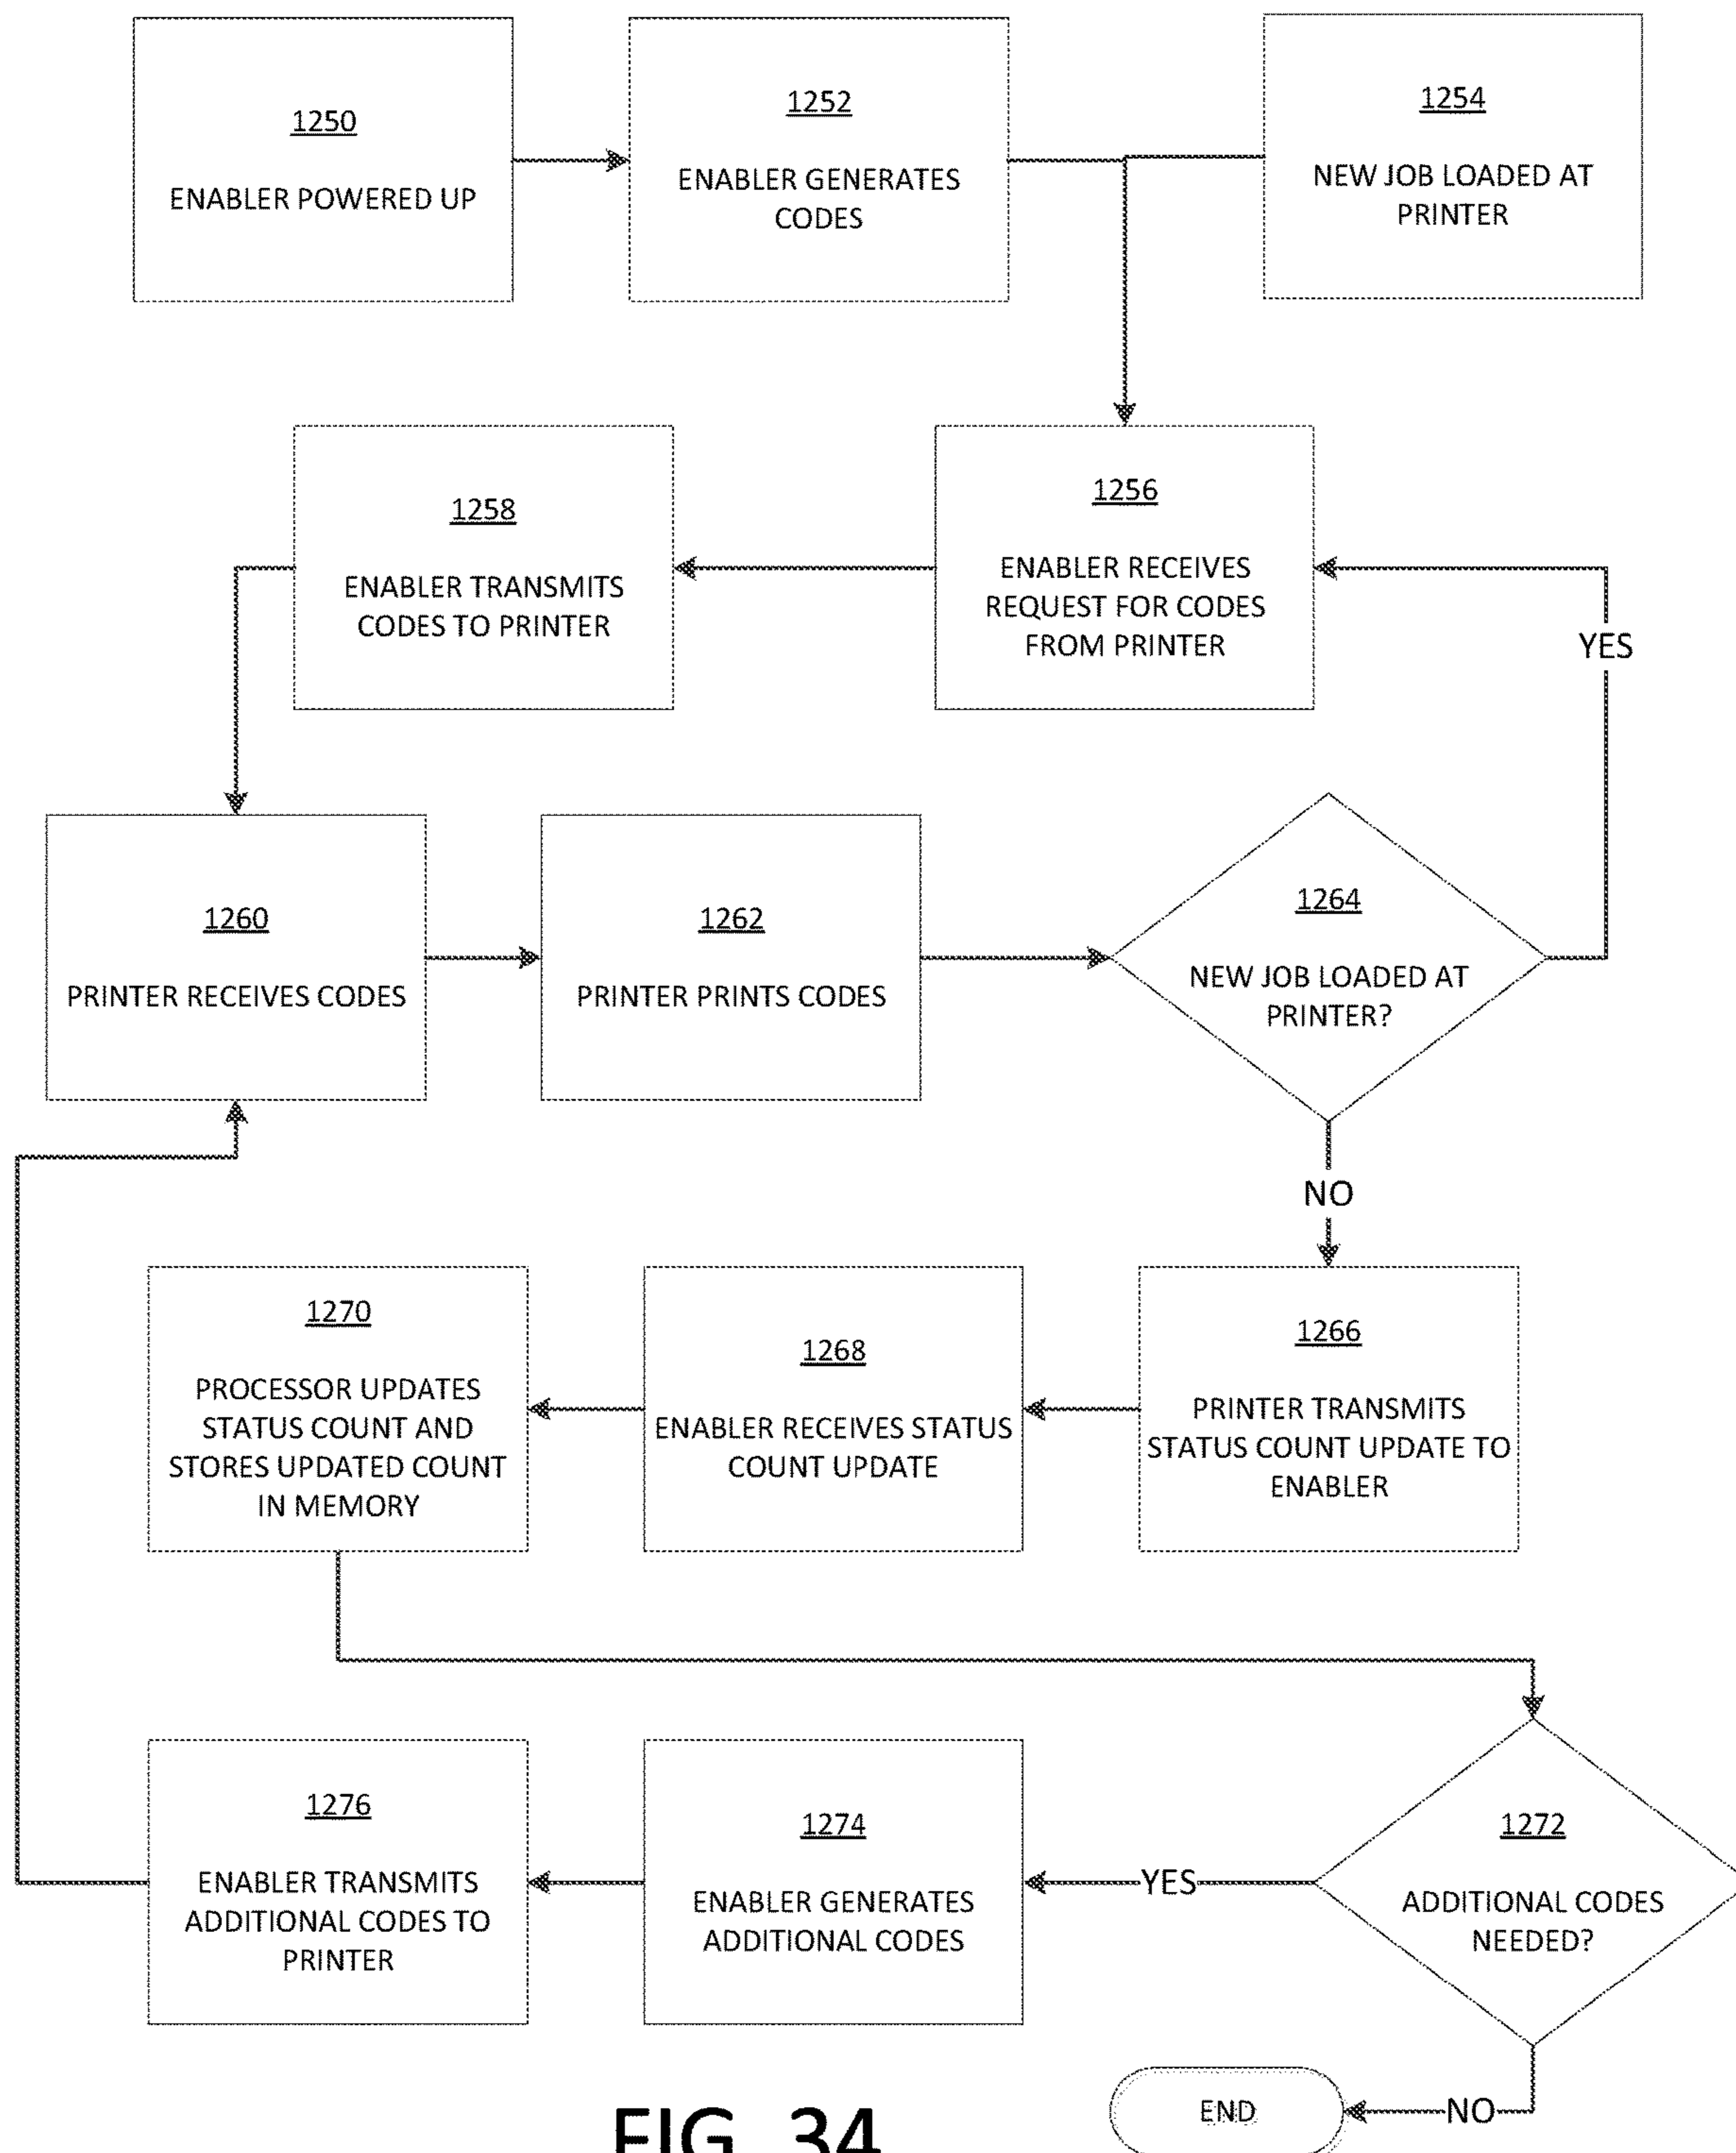 1250
ENABLER POWERED UP
1252
ENABLER GENERATES
CODES
1254
NEW JOB LOADED AT
PRINTER
1258
ENABLER TRANSMITS
CODES TO PRINTER
1256
ENABLER RECEIVES
REQUEST FOR CODES
FROM PRINTER
YES
1260
PRINTER RECEIVES CODES
1262
PRINTER PRINTS CODES
1264
NEW JOB LOADED AT
PRINTER?
NO
1270
PROCESSOR UPDATES
STATUS COUNT AND
STORES UPDATED COUNT
IN MEMORY
1268
ENABLER RECEIVES STATUS
COUNT UPDATE
1266
PRINTER TRANSMITS
STATUS COUNT UPDATE TO
ENABLER
1276
ENABLER TRANSMITS
ADDITIONAL CODES TO
PRINTER
1274
ENABLER GENERATES
ADDITIONAL CODES
YES
1272
ADDITIONAL CODES
NEEDED?
END
NO
FIG. 34